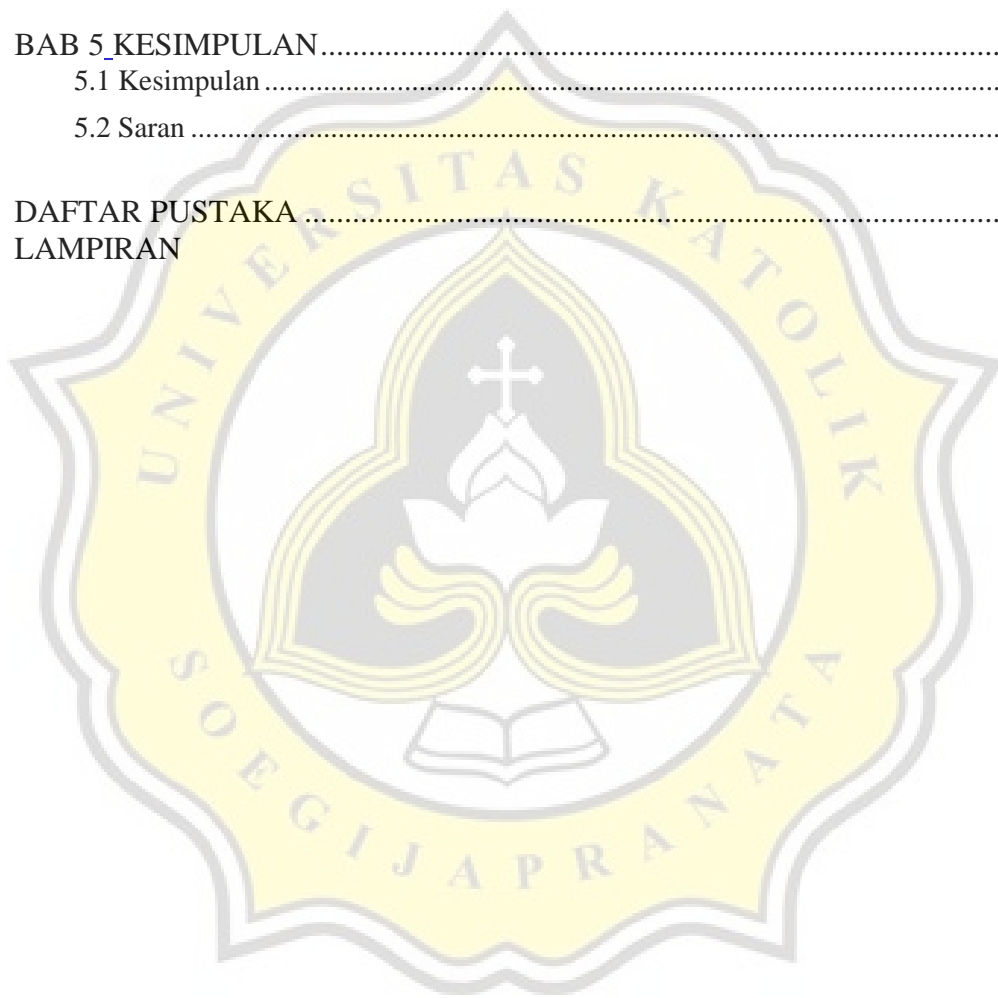 BAB 5 KESIMPULAN....................................................................................
5.1 Kesimpulan....................................................................................
5.2 Saran....................................................................................
DAFTAR PUSTAKA....................................................................................
LAMPIRAN
UNIVERSITAS KATOLIK
SOEGIJAPRANATA